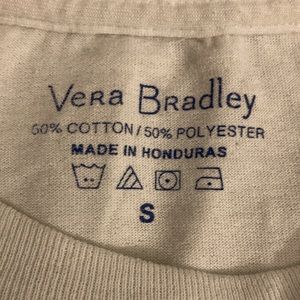 Vera Bradley
50% COTTON/50% POLYESTER
MADE IN HONDURAS
S